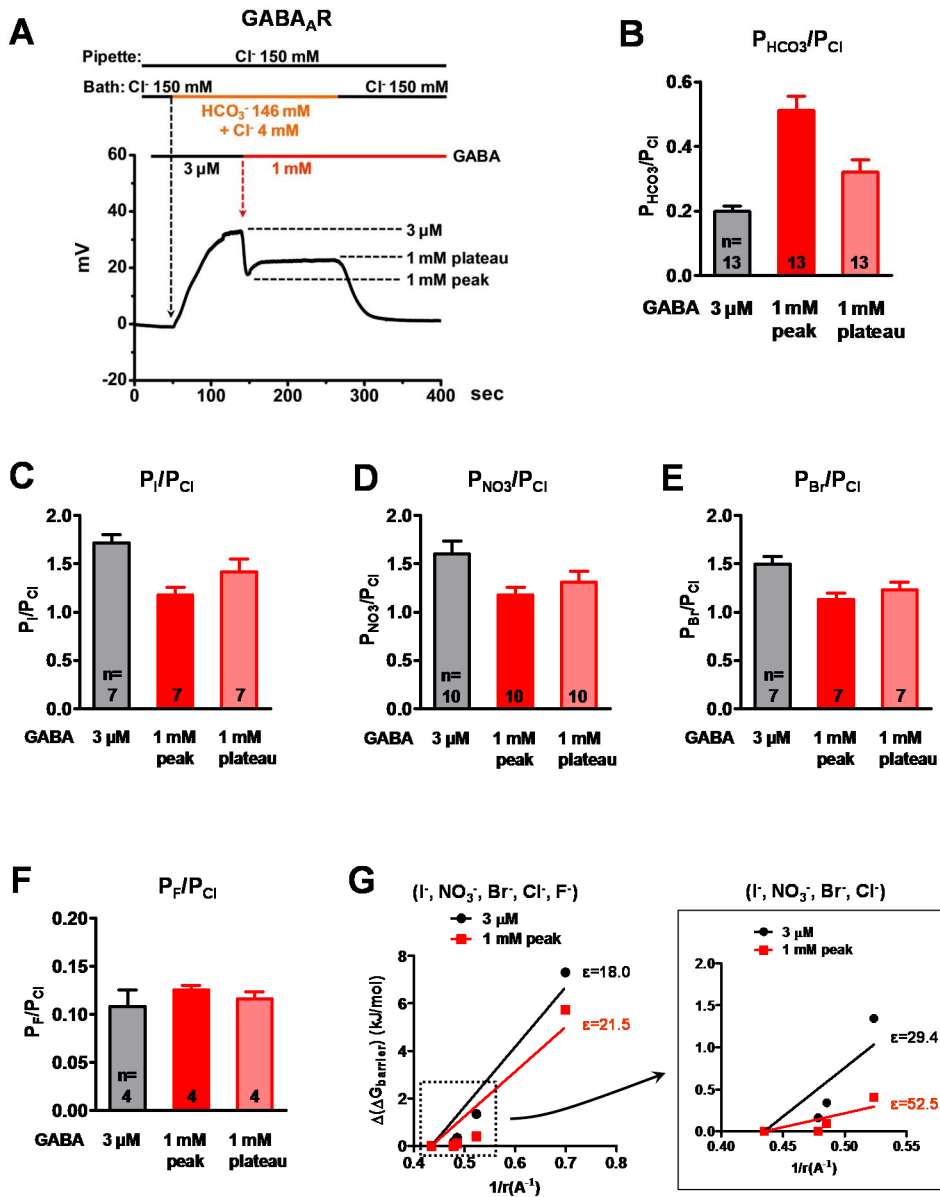 A
GABAAR
Pipette:
Cl- 150 mM
Bath: Cl- 150 mM
Cl- 150 mM
HCO3- 146 mM
+ Cl- 4 mM
60
40
20
0
-20
mV
GABA
3 µM
1 mM
3 µM
1 mM plateau
1 mM peak
0 100 200 300 400
sec
B
PHCO3/PCl
PHCO3/PCl
0.6
0.4
0.2
0.0
n=
13 13 13
GABA 3 µM 1 mM 1 mM
peak plateau
C
PI/PCl
PI/PCl
2.0
1.5
1.0
0.5
0.0
n=
7 7 7
GABA 3 µM 1 mM 1 mM
peak plateau
D
PNO3/PCl
PNO3/PCl
2.0
1.5
1.0
0.5
0.0
n=
10 10 10
GABA 3 µM 1 mM 1 mM
peak plateau
E
PBr/PCl
PBr/PCl
2.0
1.5
1.0
0.5
0.0
n=
7 7 7
GABA 3 µM 1 mM 1 mM
peak plateau
F
PF/PCl
PF/PCl
0.20
0.15
0.10
0.05
0.00
n=
4 4 4
GABA 3 µM 1 mM 1 mM
peak plateau
G
(I-, NO3-, Br-, Cl-, F-)
3 µM
1 mM peak
Δ(ΔGbarrier) (kJ/mol)
8
6
4
2
0
ε=18.0
ε=21.5
0.4 0.5 0.6 0.7 0.8
1/r(A-1)
(I-, NO3-, Br-, Cl-)
3 µM
1 mM peak
2.0
1.5
1.0
0.5
0.0
ε=29.4
ε=52.5
0.40 0.45 0.50 0.55
1/r(A-1)